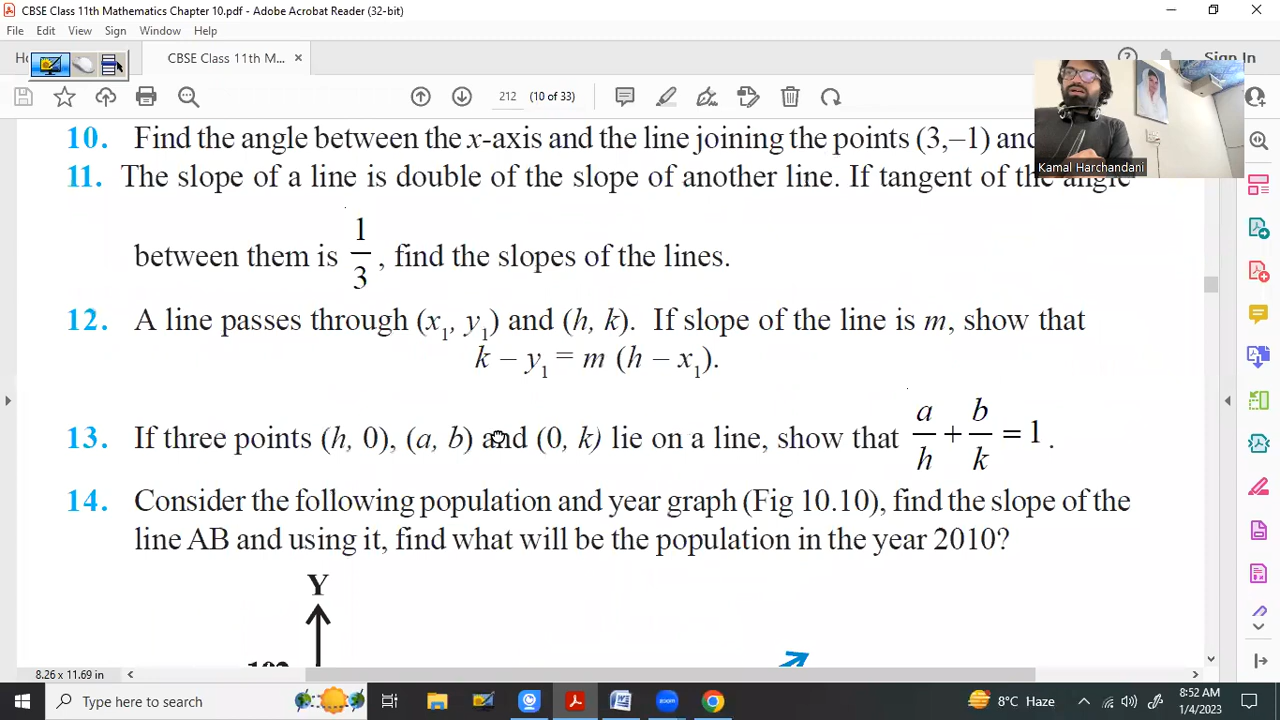 CBSE Class 11th Mathematics Chapter 10.pdf - Adobe Acrobat Reader (32-bit)
File Edit View Sign Window Help
CBSE Class 11th M... × Sign In
212 (10 of 33)
10. Find the angle between the x-axis and the line joining the points (3,–1) and
Kamal Harchandani
11. The slope of a line is double of the slope of another line. If tangent of the angle
between them is 1/3, find the slopes of the lines.
12. A line passes through (x₁, y₁) and (h, k). If slope of the line is m, show that
k – y₁ = m (h – x₁).
13. If three points (h, 0), (a, b) and (0, k) lie on a line, show that a/h + b/k = 1.
14. Consider the following population and year graph (Fig 10.10), find the slope of the
line AB and using it, find what will be the population in the year 2010?
Y
8.26 x 11.69 in
Type here to search
8°C Haze
8:52 AM
1/4/2023